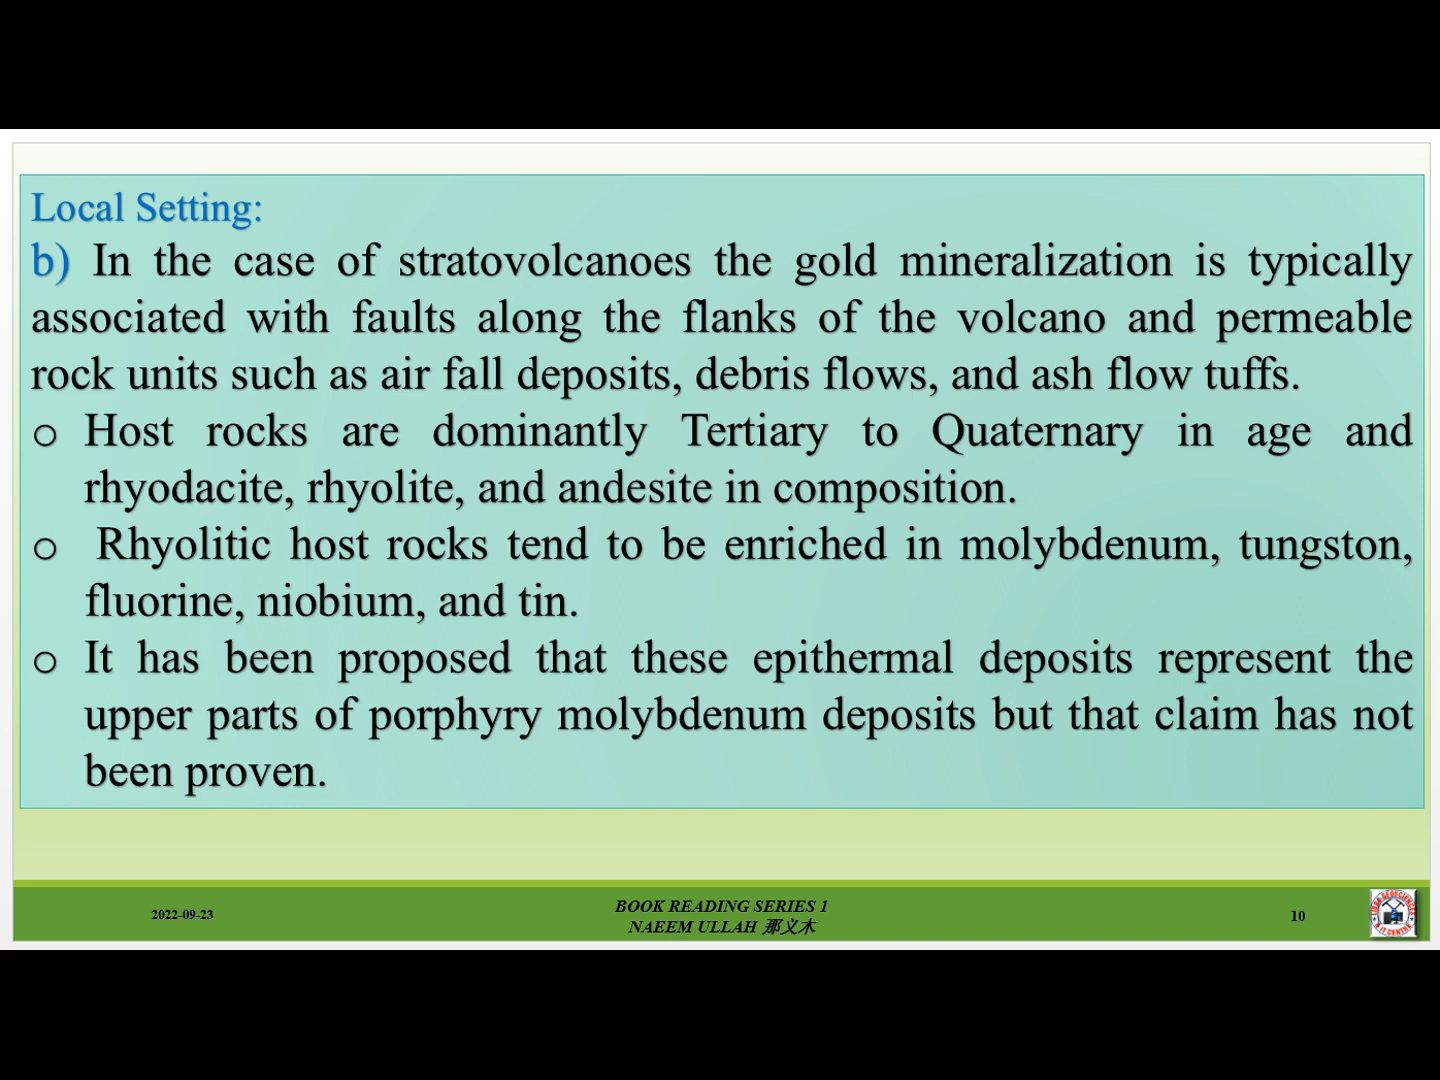 Local Setting:
b) In the case of stratovolcanoes the gold mineralization is typically
associated with faults along the flanks of the volcano and permeable
rock units such as air fall deposits, debris flows, and ash flow tuffs.
o Host rocks are dominantly Tertiary to Quaternary in age and
rhyodacite, rhyolite, and andesite in composition.
o Rhyolitic host rocks tend to be enriched in molybdenum, tungston,
fluorine, niobium, and tin.
o It has been proposed that these epithermal deposits represent the
upper parts of porphyry molybdenum deposits but that claim has not
been proven.
2022-09-23
BOOK READING SERIES 1
NAEEM ULLAH 那义木
10